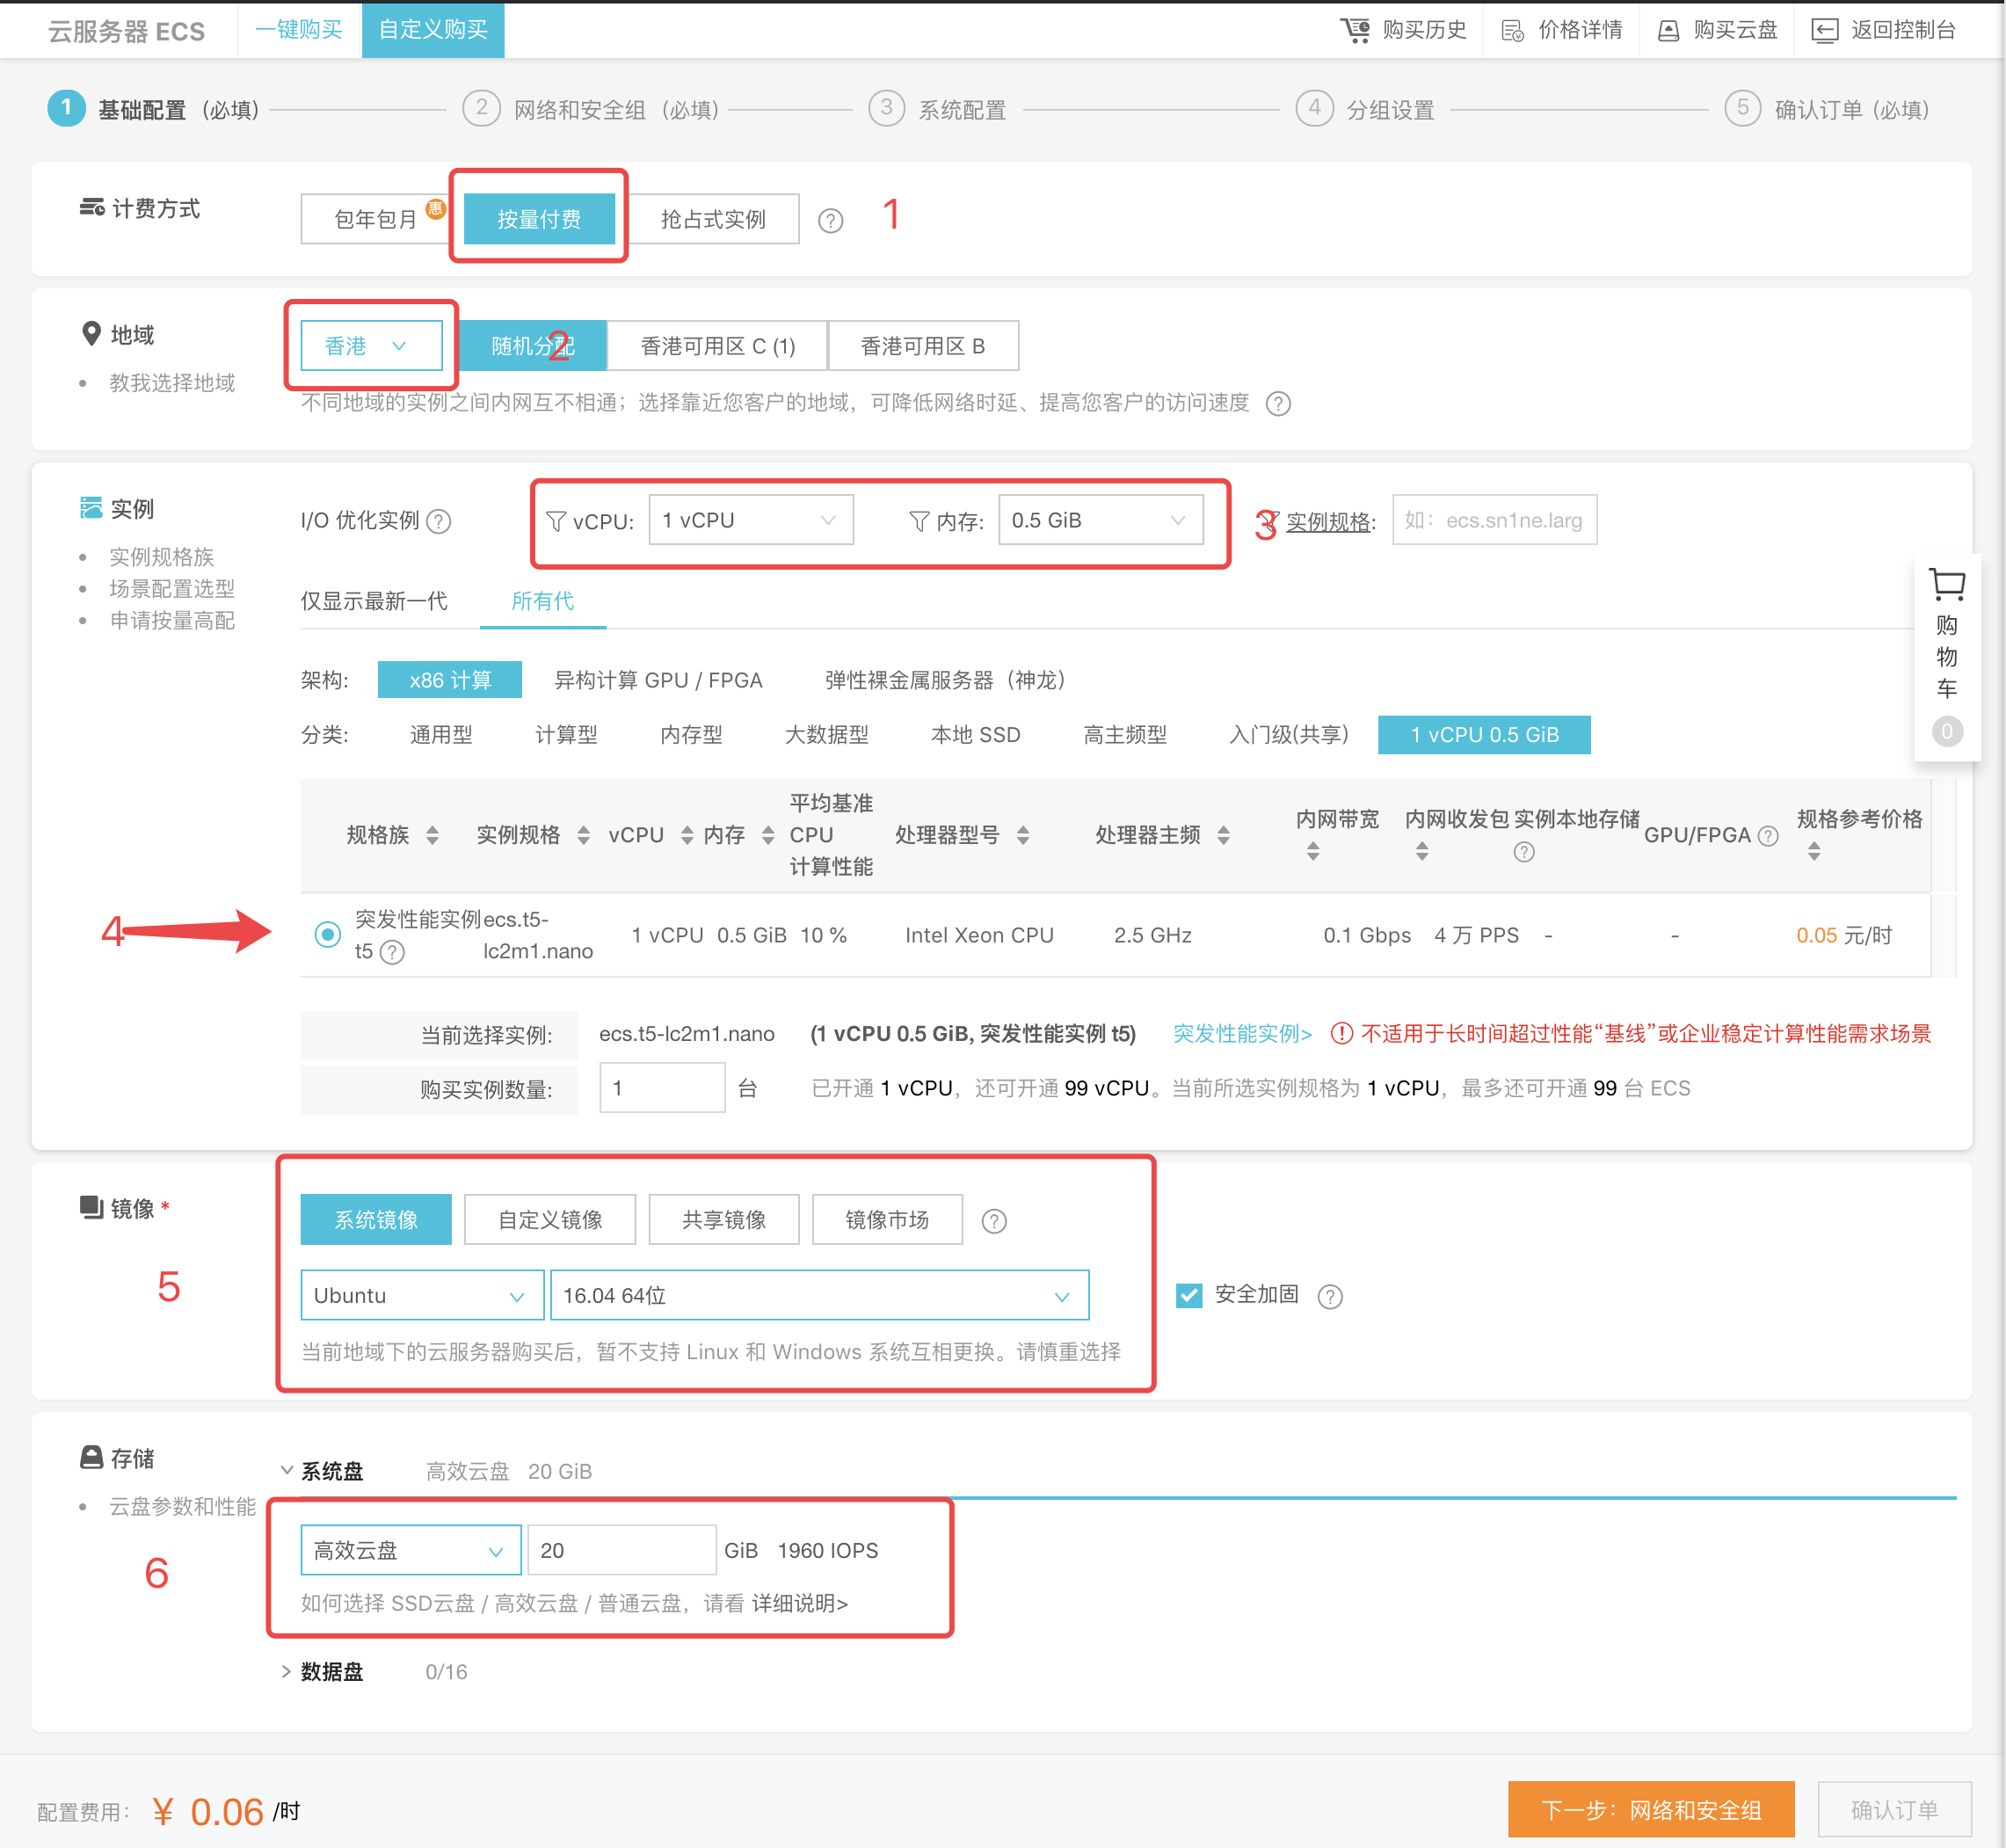 云服务器 ECS 一键购买 自定义购买 购买历史 价格详情 购买云盘 返回控制台
1 基础配置 (必填) 2 网络和安全组 (必填) 3 系统配置 4 分组设置 5 确认订单 (必填)
计费方式 包年包月 惠 按量付费 抢占式实例 ? 1
地域 香港 随机分配 2 香港可用区 C (1) 香港可用区 B
教我选择地域
不同地域的实例之间内网互不相通；选择靠近您客户的地域，可降低网络时延、提高您客户的访问速度 ?
实例 I/O 优化实例 ? vCPU: 1 vCPU 内存: 0.5 GiB 3 实例规格: 如：ecs.sn1ne.larg
实例规格族
场景配置选型
申请按量高配
仅显示最新一代 所有代
架构: x86 计算 异构计算 GPU / FPGA 弹性裸金属服务器（神龙）
分类: 通用型 计算型 内存型 大数据型 本地 SSD 高主频型 入门级(共享) 1 vCPU 0.5 GiB
购
物
车
0
规格族 实例规格 vCPU 内存 平均基准 CPU 计算性能 处理器型号 处理器主频 内网带宽 内网收发包 实例本地存储 ? GPU/FPGA ? 规格参考价格
4 突发性能实例 t5 ? ecs.t5-lc2m1.nano 1 vCPU 0.5 GiB 10 % Intel Xeon CPU 2.5 GHz 0.1 Gbps 4 万 PPS - - 0.05 元/时
当前选择实例: ecs.t5-lc2m1.nano (1 vCPU 0.5 GiB, 突发性能实例 t5) 突发性能实例> ! 不适用于长时间超过性能“基线”或企业稳定计算性能需求场景
购买实例数量: 1 台 已开通 1 vCPU，还可开通 99 vCPU。当前所选实例规格为 1 vCPU，最多还可开通 99 台 ECS
镜像 * 系统镜像 自定义镜像 共享镜像 镜像市场 ?
5 Ubuntu 16.04 64位 安全加固 ?
当前地域下的云服务器购买后，暂不支持 Linux 和 Windows 系统互相更换。请慎重选择
存储 系统盘 高效云盘 20 GiB
云盘参数和性能
6 高效云盘 20 GiB 1960 IOPS
如何选择 SSD云盘 / 高效云盘 / 普通云盘，请看 详细说明>
数据盘 0/16
配置费用： ¥ 0.06 /时 下一步：网络和安全组 确认订单